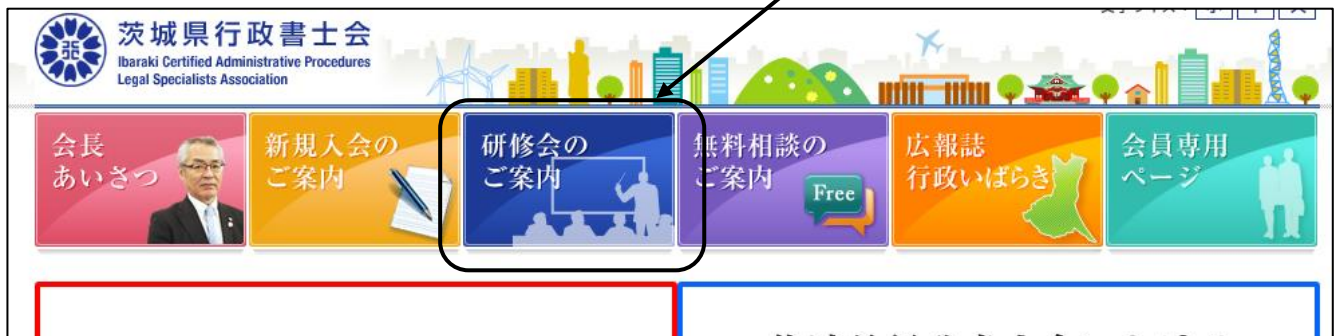 茨城県行政書士会
Ibaraki Certified Administrative Procedures
Legal Specialists Association
会長
あいさつ
新規入会の
ご案内
研修会の
ご案内
無料相談の
ご案内
Free
広報誌
行政いばらき
会員専用
ページ